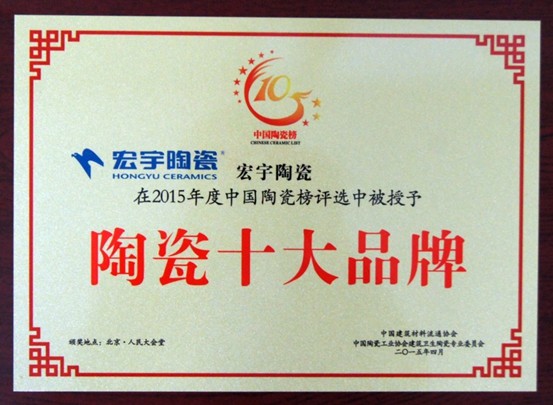 105
中国陶瓷榜
CHINESE CERAMIC LIST
宏宇陶瓷®
HONGYU CERAMICS
宏宇陶瓷
在2015年度中国陶瓷榜评选中被授予
陶瓷十大品牌
颁奖地点:北京·人民大会堂
中国建筑材料流通协会
中国陶瓷工业协会建筑卫生陶瓷专业委员会
二〇一五年四月